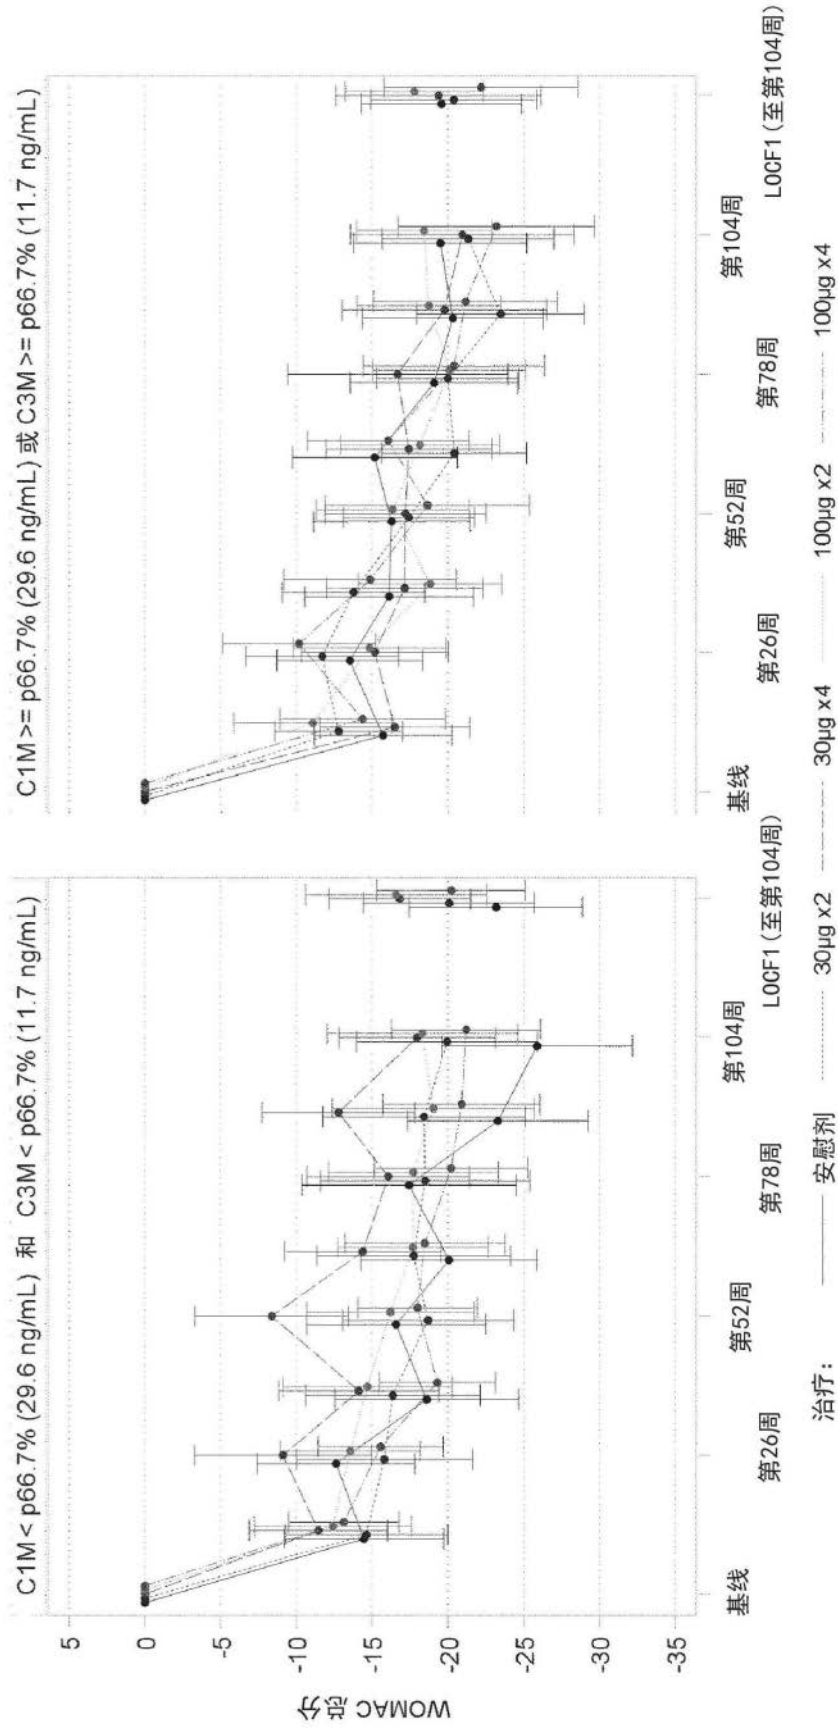 C1M < p66.7% (29.6 ng/mL) 和 C3M < p66.7% (11.7 ng/mL)
C1M >= p66.7% (29.6 ng/mL) 或 C3M >= p66.7% (11.7 ng/mL)
WOMAC 总分
5
0
-5
-10
-15
-20
-25
-30
-35
基线
第26周
第52周
第78周
第104周
LOCF1 (至第104周)
基线
第26周
第52周
第78周
第104周
LOCF1 (至第104周)
治疗: 安慰剂 30μg x2 30μg x4 100μg x2 100μg x4